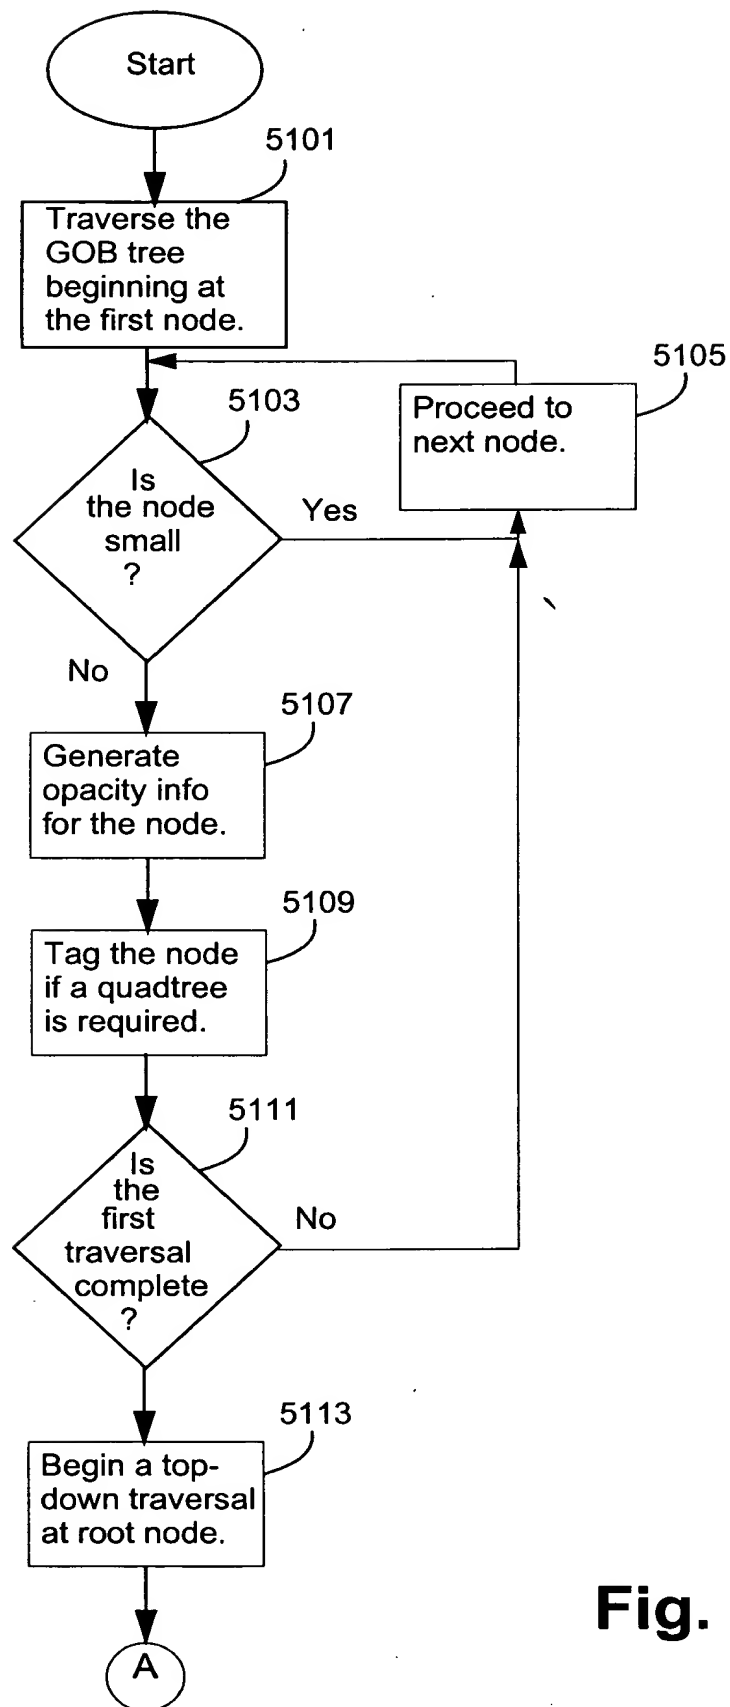 Start
5101
Traverse the
GOB tree
beginning at
the first node.
5105
Proceed to
next node.
5103
Is
the node
small
?
Yes
No
5107
Generate
opacity info
for the node.
5109
Tag the node
if a quadtree
is required.
5111
Is
the
first
traversal
complete
?
No
5113
Begin a top-
down traversal
at root node.
A
Fig.